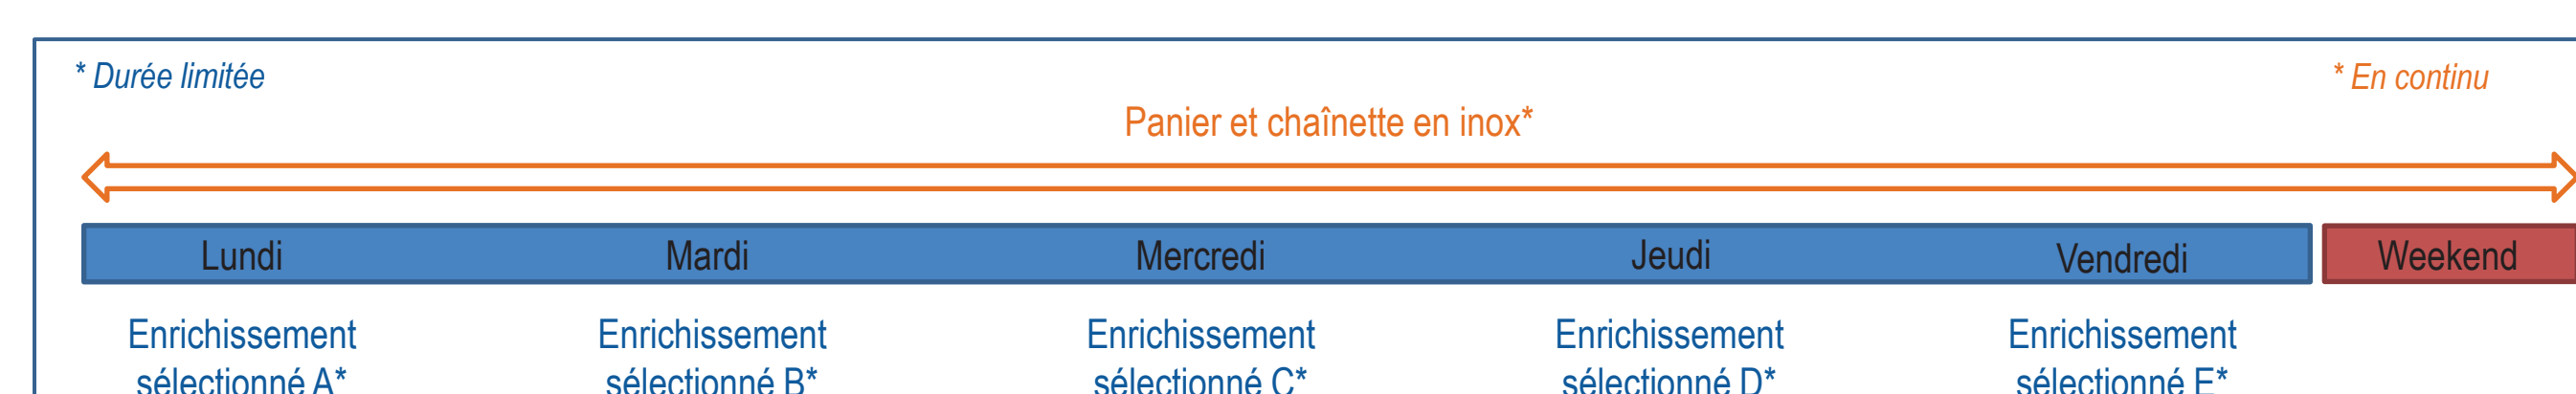 * Durée limitée
* En continu
Panier et chaînette en inox*
Lundi
Mardi
Mercredi
Jeudi
Vendredi
Weekend
Enrichissement
sélectionné A*
Enrichissement
sélectionné B*
Enrichissement
sélectionné C*
Enrichissement
sélectionné D*
Enrichissement
sélectionné E*